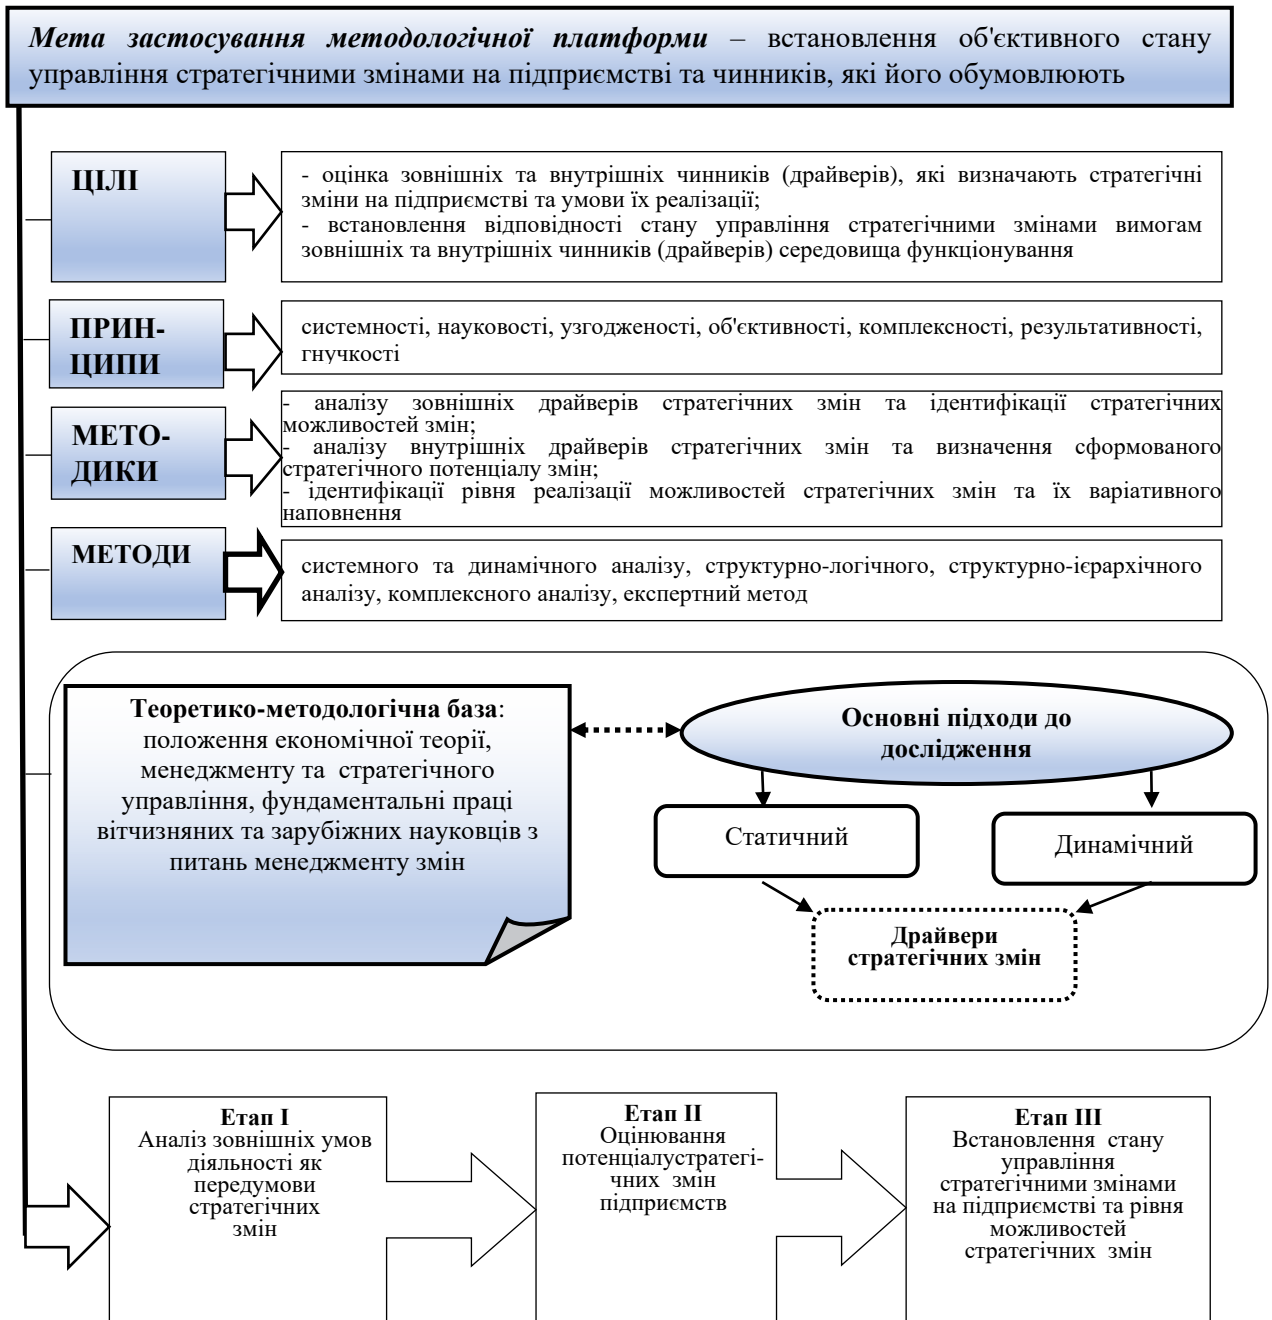 Мета застосування методологічної платформи – встановлення об'єктивного стану
управління стратегічними змінами на підприємстві та чинників, які його обумовлюють
ЦІЛІ
- оцінка зовнішніх та внутрішніх чинників (драйверів), які визначають стратегічні
зміни на підприємстві та умови їх реалізації;
- встановлення відповідності стану управління стратегічними змінами вимогам
зовнішніх та внутрішніх чинників (драйверів) середовища функціонування
ПРИН-
ЦИПИ
системності, науковості, узгодженості, об'єктивності, комплексності, результативності,
гнучкості
МЕТО-
ДИКИ
- аналізу зовнішніх драйверів стратегічних змін та ідентифікації стратегічних
можливостей змін;
- аналізу внутрішніх драйверів стратегічних змін та визначення сформованого
стратегічного потенціалу змін;
- ідентифікації рівня реалізації можливостей стратегічних змін та їх варіативного
наповнення
МЕТОДИ
системного та динамічного аналізу, структурно-логічного, структурно-ієрархічного
аналізу, комплексного аналізу, експертний метод
Теоретико-методологічна база:
положення економічної теорії,
менеджменту та стратегічного
управління, фундаментальні праці
вітчизняних та зарубіжних науковців з
питань менеджменту змін
Основні підходи до
дослідження
Статичний
Динамічний
Драйвери
стратегічних змін
Етап I
Аналіз зовнішніх умов
діяльності як
передумови
стратегічних
змін
Етап II
Оцінювання
потенціалустратегі-
чних змін
підприємств
Етап III
Встановлення стану
управління
стратегічними змінами
на підприємстві та рівня
можливостей
стратегічних змін